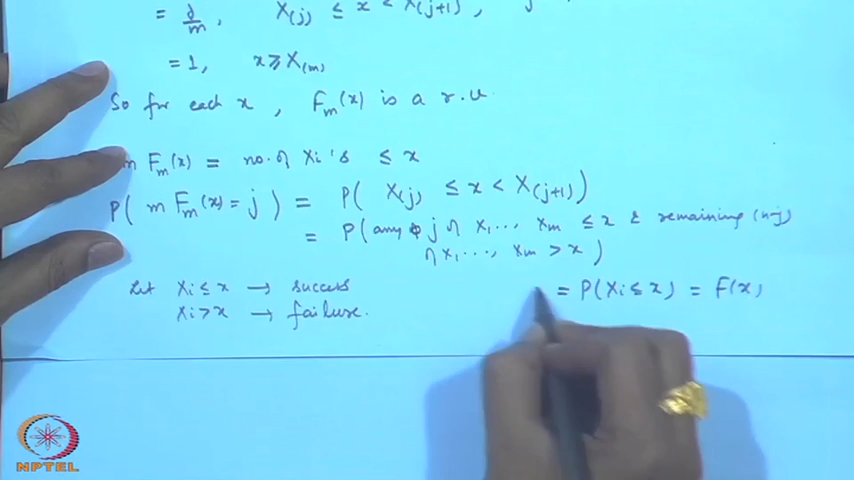 = j/m, X(j) ≤ x < X(j+1), j
= 1, x ≥ X(m)
So for each x, Fm(x) is a r.v.
m Fm(x) = no. of Xi's ≤ x
P( m Fm(x) = j ) = P( X(j) ≤ x < X(j+1) )
= P( any j of X1..., Xm ≤ x & remaining (n-j)
of X1..., Xm > x )
Let Xi ≤ x → success
= P(Xi ≤ x) = F(x)
Xi > x → failure.
NPTEL